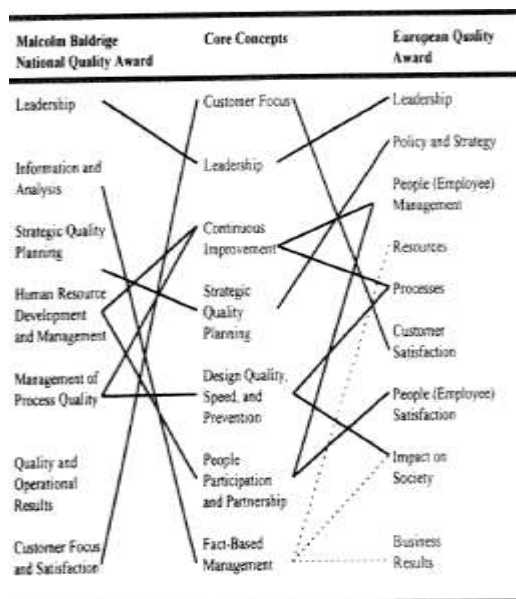 Malcolm Baldrige
National Quality Award
Core Concepts
European Quality
Award
Leadership
Information and
Analysis
Strategic Quality
Planning
Human Resource
Development
and Management
Management of
Process Quality
Quality and
Operational
Results
Customer Focus
and Satisfaction
Customer Focus
Leadership
Continuous
Improvement
Strategic
Quality
Planning
Design Quality,
Speed, and
Prevention
People
Participation
and Partnership
Fact-Based
Management
Leadership
Policy and Strategy
People (Employee)
Management
Resources
Processes
Customer
Satisfaction
People (Employee)
Satisfaction
Impact on
Society
Business
Results